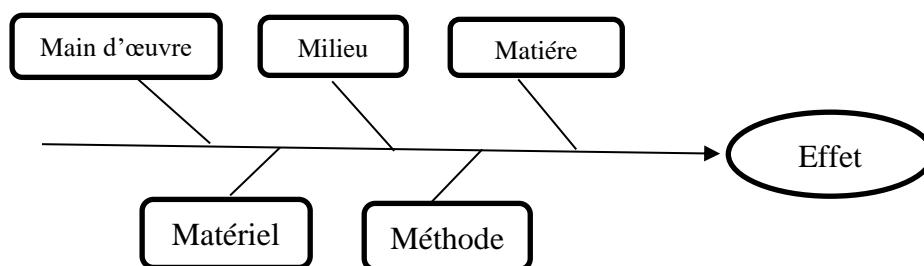 Main d’œuvre
Milieu
Matiére
Effet
Matériel
Méthode